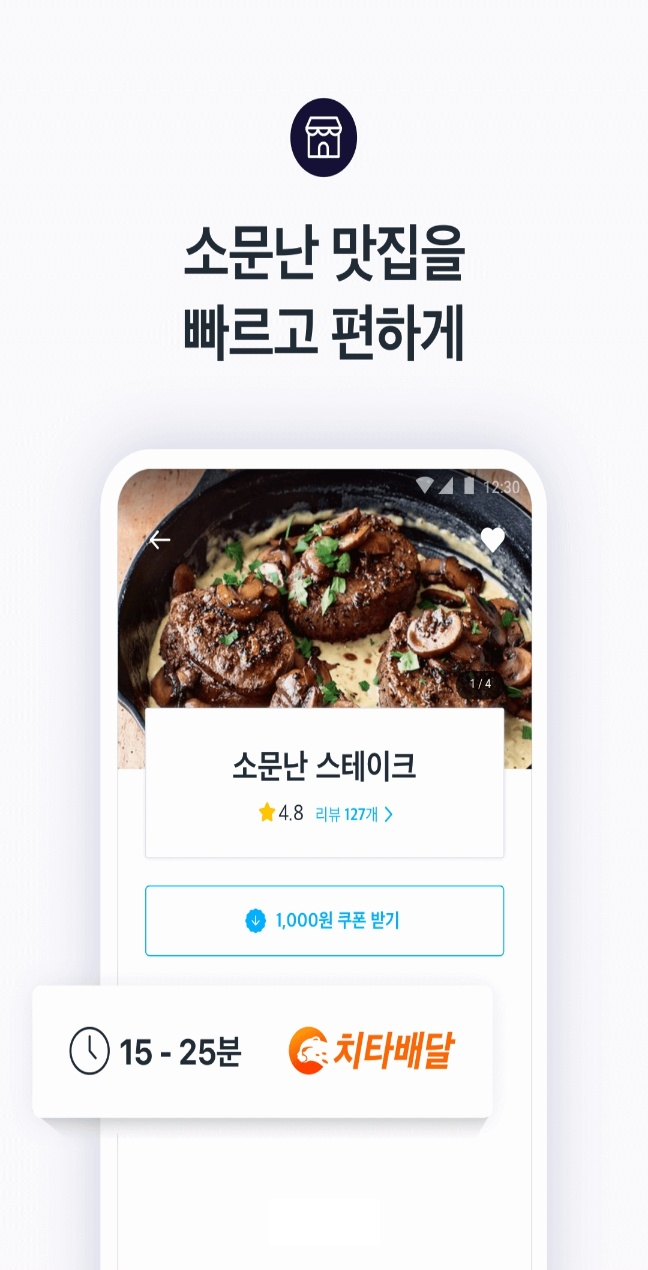 소문난 맛집을
빠르고 편하게
12:30
1/4
소문난 스테이크
4.8 리뷰 127개
1,000원 쿠폰 받기
15 - 25분 치타배달